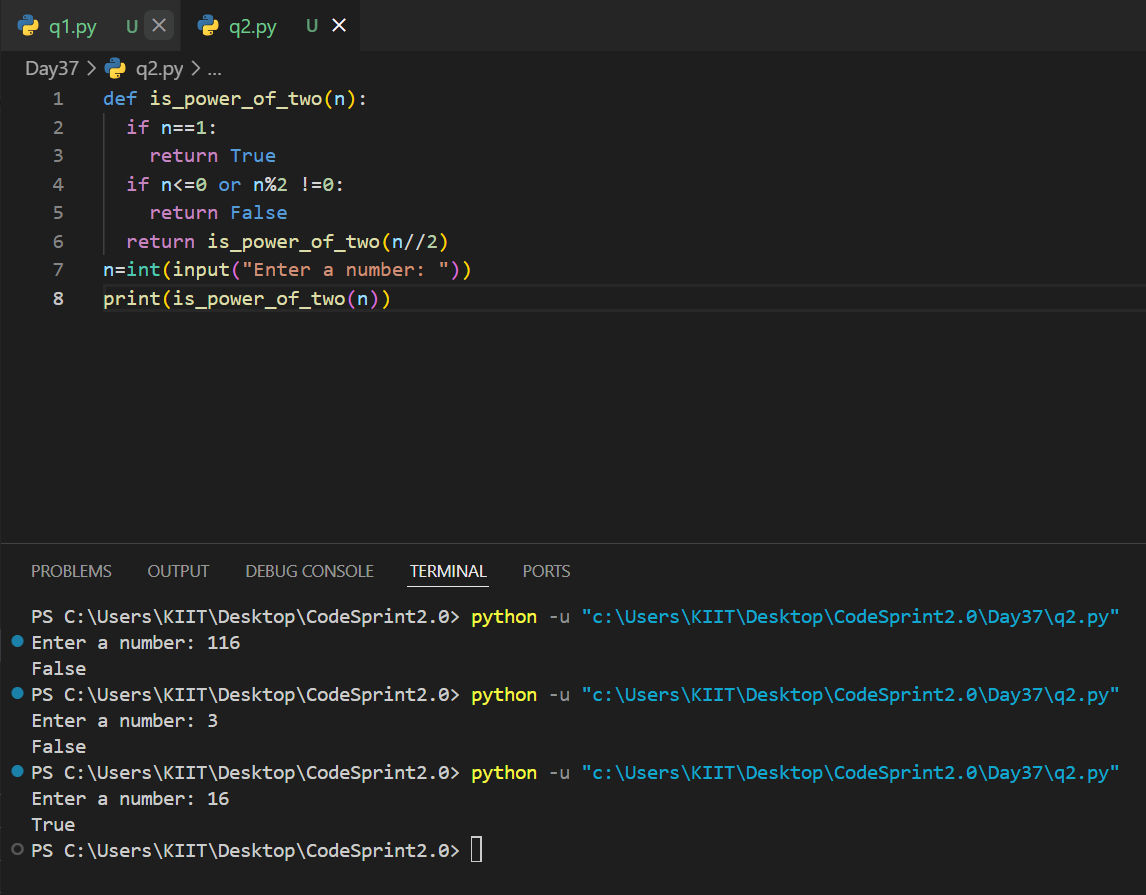 q1.py U q2.py U
Day37 > q2.py > ...
1 def is_power_of_two(n):
2   if n==1:
3     return True
4   if n<=0 or n%2 !=0:
5     return False
6   return is_power_of_two(n//2)
7 n=int(input("Enter a number: "))
8 print(is_power_of_two(n))
PROBLEMS OUTPUT DEBUG CONSOLE TERMINAL PORTS
PS C:\Users\KIIT\Desktop\CodeSprint2.0> python -u "c:\Users\KIIT\Desktop\CodeSprint2.0\Day37\q2.py"
Enter a number: 116
False
PS C:\Users\KIIT\Desktop\CodeSprint2.0> python -u "c:\Users\KIIT\Desktop\CodeSprint2.0\Day37\q2.py"
Enter a number: 3
False
PS C:\Users\KIIT\Desktop\CodeSprint2.0> python -u "c:\Users\KIIT\Desktop\CodeSprint2.0\Day37\q2.py"
Enter a number: 16
True
PS C:\Users\KIIT\Desktop\CodeSprint2.0>